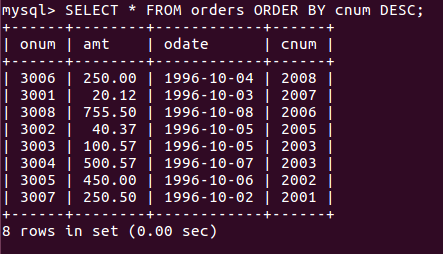 mysql> SELECT * FROM orders ORDER BY cnum DESC;
+------+--------+------------+------+
| onum | amt    | odate      | cnum |
+------+--------+------------+------+
| 3006 | 250.00 | 1996-10-04 | 2008 |
| 3001 |  20.12 | 1996-10-03 | 2007 |
| 3008 | 755.50 | 1996-10-08 | 2006 |
| 3002 |  40.37 | 1996-10-05 | 2005 |
| 3003 | 100.57 | 1996-10-05 | 2003 |
| 3004 | 500.57 | 1996-10-07 | 2003 |
| 3005 | 450.00 | 1996-10-06 | 2002 |
| 3007 | 250.50 | 1996-10-02 | 2001 |
+------+--------+------------+------+
8 rows in set (0.00 sec)